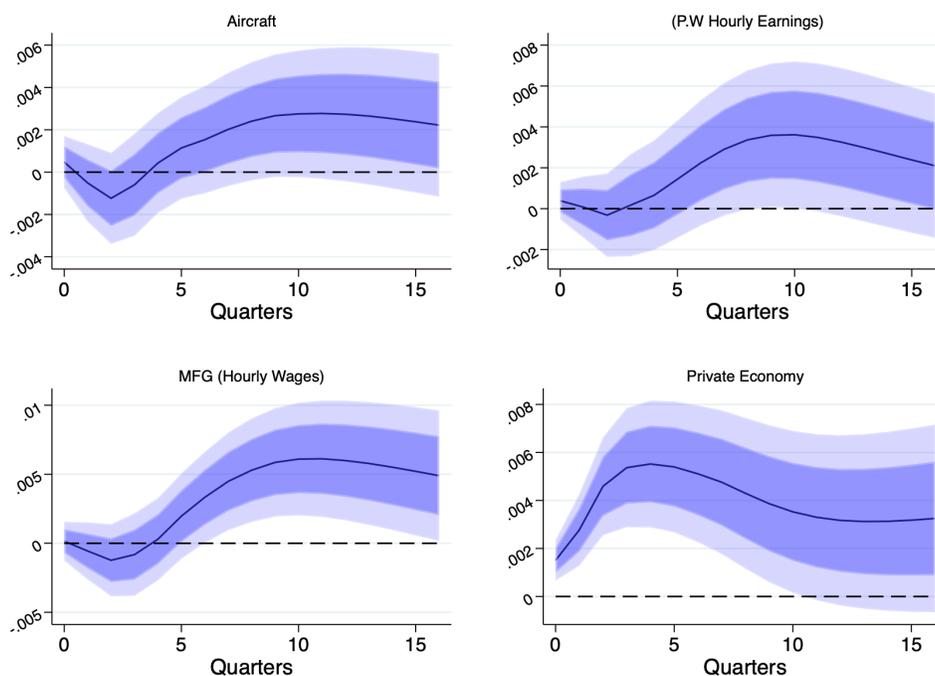 Aircraft
.006
.004
.002
0
-.002
-.004
0 5 10 15
Quarters
(P.W Hourly Earnings)
.008
.006
.004
.002
0
-.002
0 5 10 15
Quarters
MFG (Hourly Wages)
.01
.005
0
-.005
0 5 10 15
Quarters
Private Economy
.008
.006
.004
.002
0
0 5 10 15
Quarters